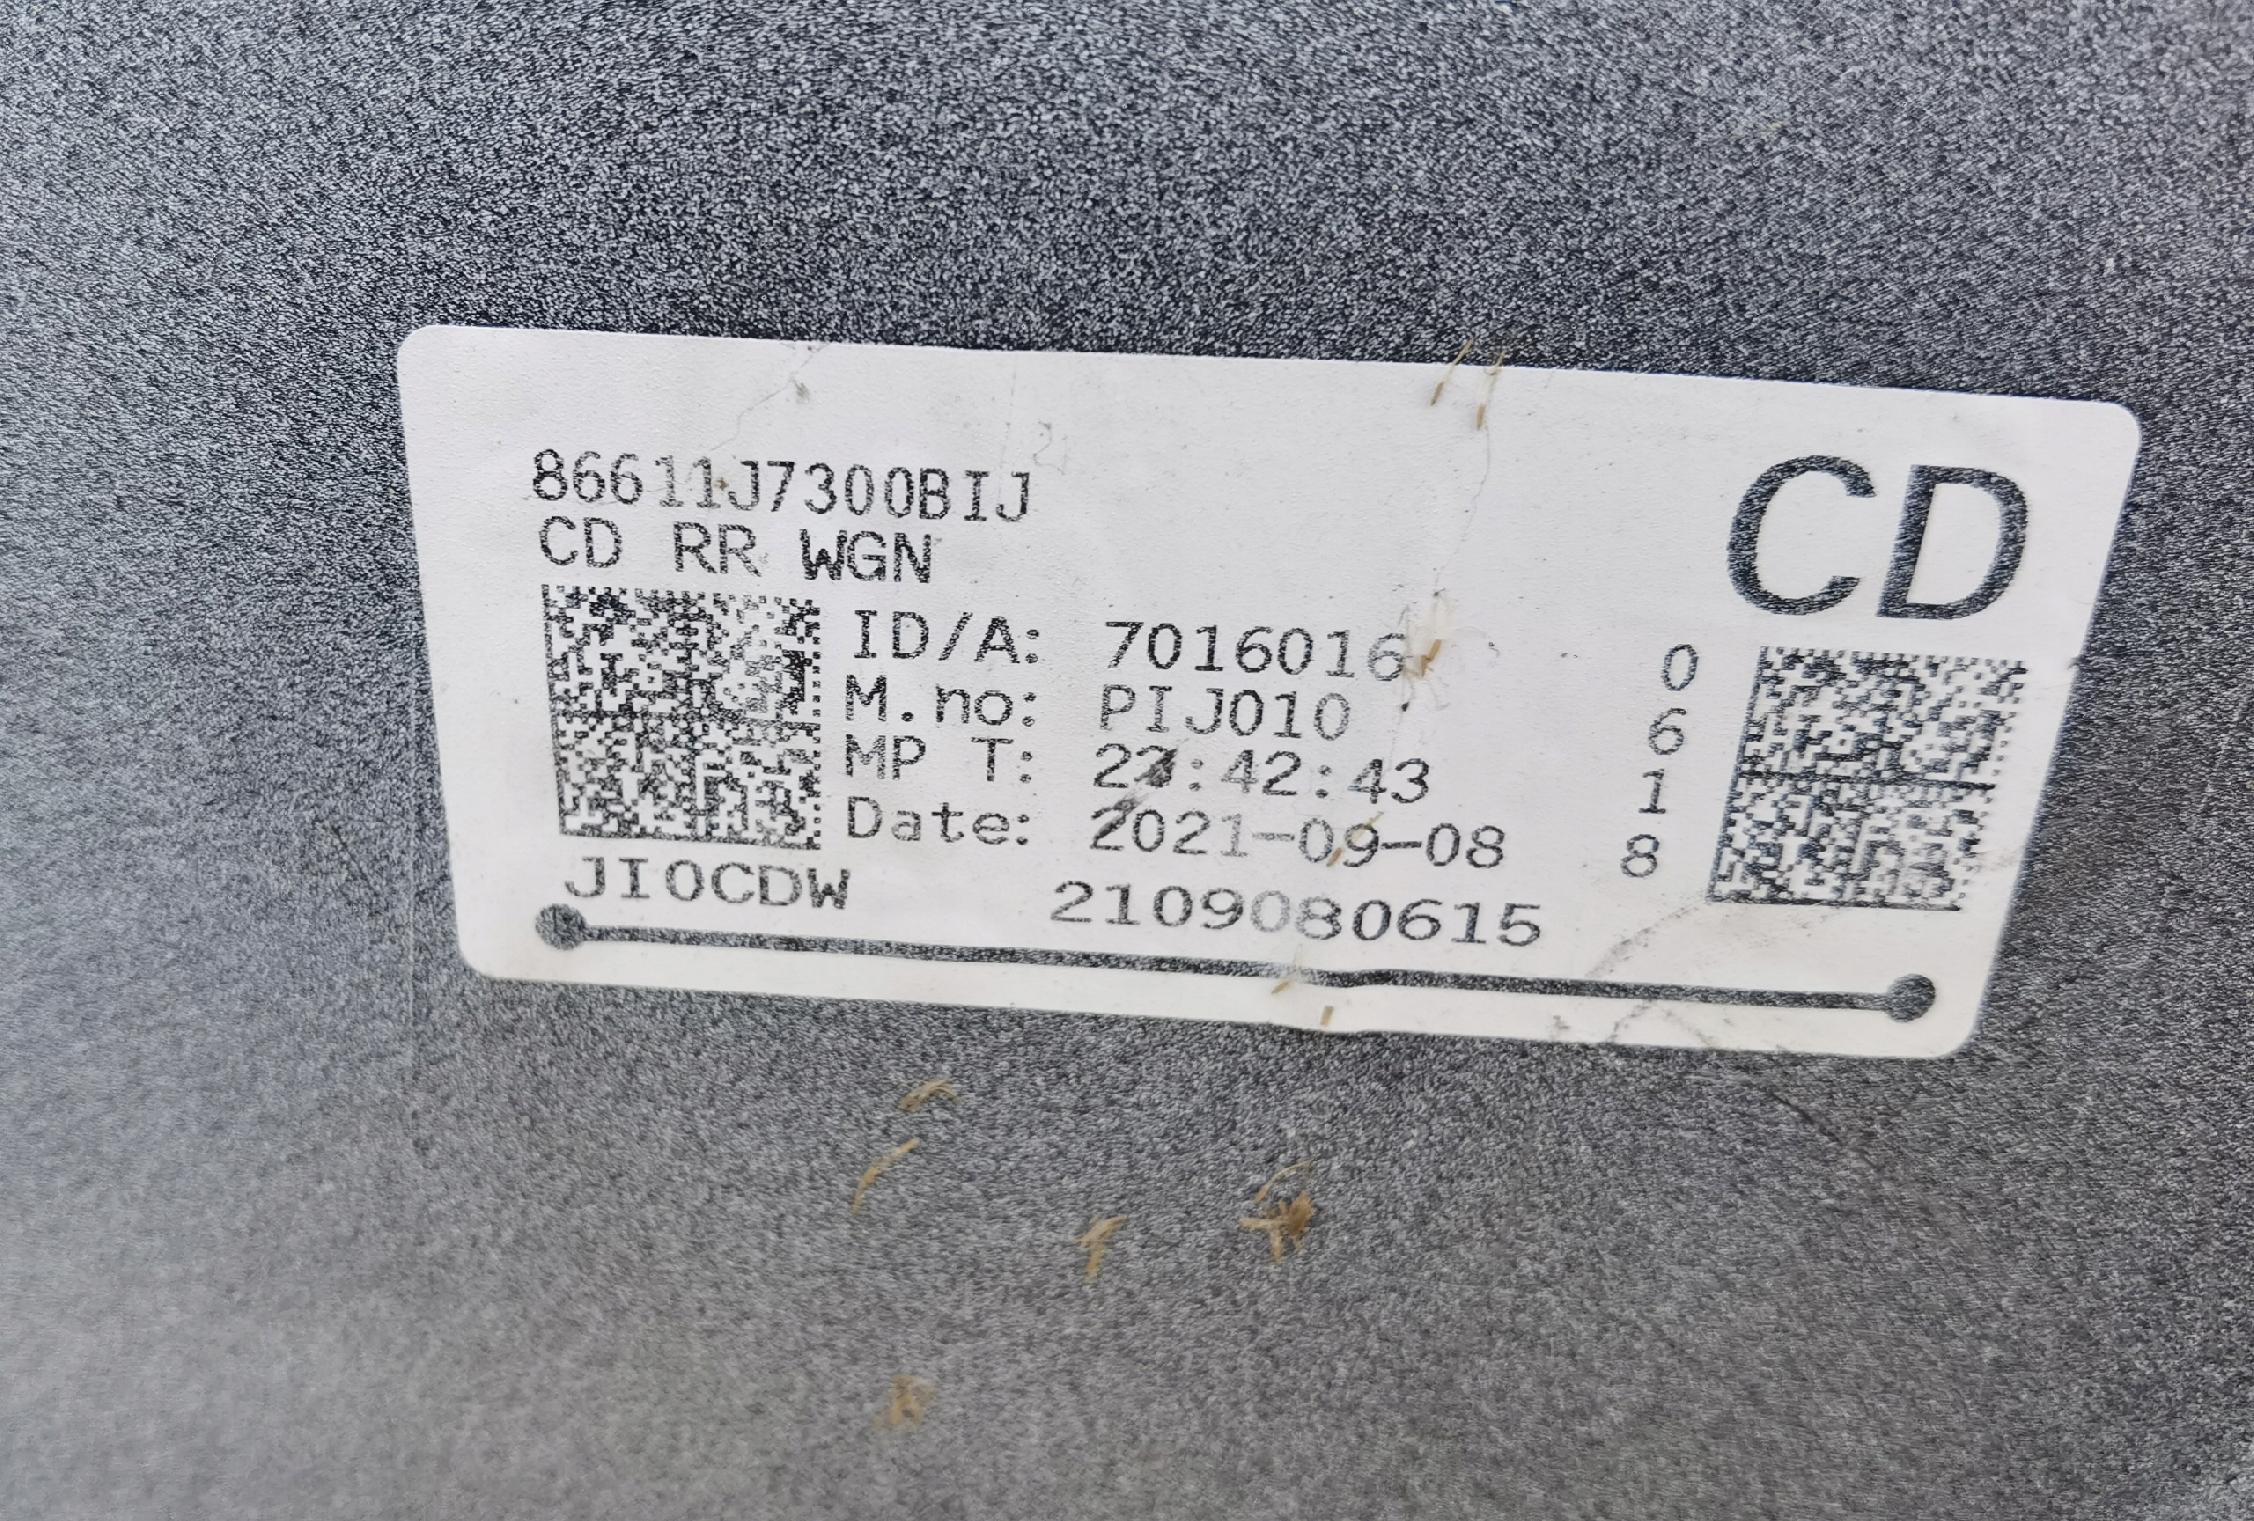 86611J7300BIJ
CD RR WGN
CD
ID/A: 7016016
M.no: PIJ010
MP T: :42:43
Date: 2021-09-08
0
6
1
8
JI0CDW 2109080615